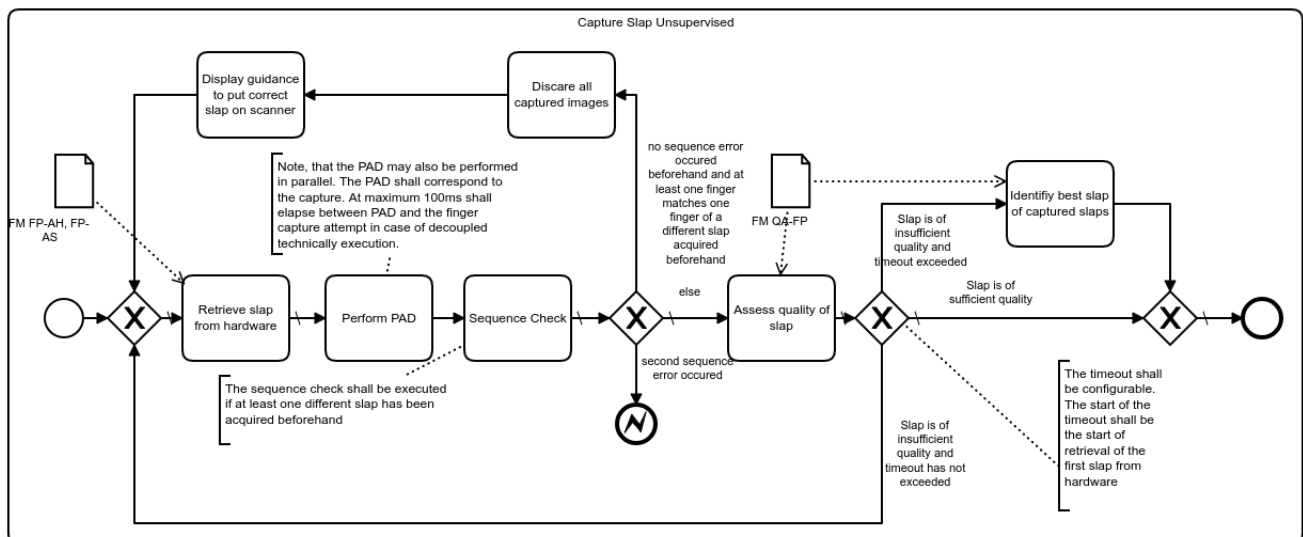 Capture Slap Unsupervised
Display guidance
to put correct
slap on scanner
Discare all
captured images
Note, that the PAD may also be performed
in parallel. The PAD shall correspond to
the capture. At maximum 100ms shall
elapse between PAD and the finger
capture attempt in case of decoupled
technically execution.
no sequence error
occured
beforehand and at
least one finger
matches one
finger of a
different slap
acquired
beforehand
FM FP-AH, FP-
AS
FM QA-FP
Identifiy best slap
of captured slaps
Slap is of
insufficient
quality and
timeout exceeded
Slap is of
sufficient quality
Retrieve slap
from hardware
Perform PAD
Sequence Check
else
Assess quality of
slap
second sequence
error occured
The sequence check shall be executed
if at least one different slap has been
acquired beforehand
Slap is of
insufficient
quality and
timeout has not
exceeded
The timeout shall
be configurable.
The start of the
timeout shall be
the start of
retrieval of the
first slap from
hardware